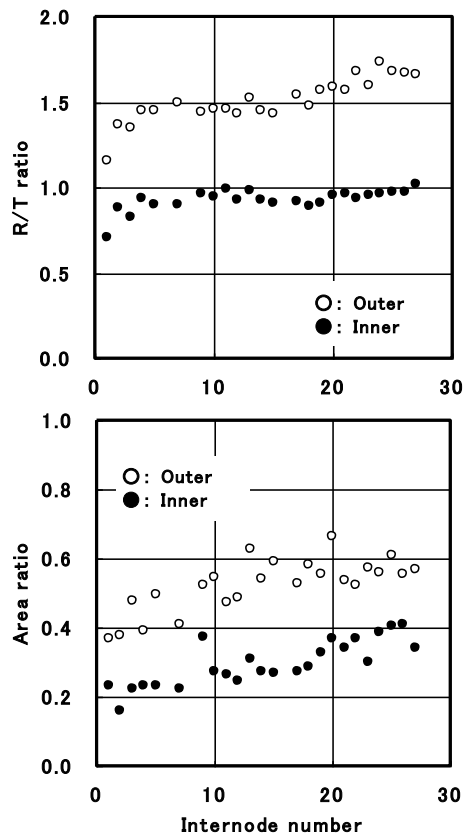 2.0
1.5
1.0
0.5
0.0
R/T ratio
○: Outer
●: Inner
0 10 20 30
1.0
0.8
0.6
0.4
0.2
0.0
Area ratio
○: Outer
●: Inner
0 10 20 30
Internode number